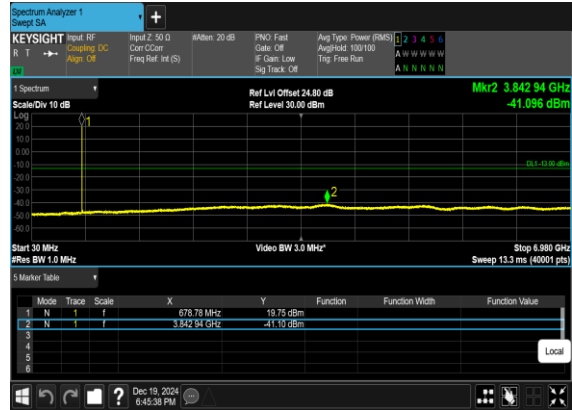 Spectrum Analyzer 1
Swept SA
+
KEYSIGHT Input: RF Input Z: 50 Ω #Atten: 20 dB PNO: Fast Avg Type: Power (RMS) 1 2 3 4 5 6
R T Coupling: DC Corr CCorr Gate: Off Avg|Hold: 100/100 A W W W W W
Align: Off Freq Ref: Int (S) IF Gain: Low Trig: Free Run
Sig Track: Off A N N N N N
1 Spectrum Ref Lvl Offset 24.80 dB Mkr2 3.842 94 GHz
Scale/Div 10 dB Ref Level 30.00 dBm -41.096 dBm
Log
20.0
10.0
0.00
-10.0
-20.0
-30.0
-40.0
-50.0
-60.0
1
2
DL1 -13.00 dBm
Start 30 MHz Video BW 3.0 MHz* Stop 6.980 GHz
#Res BW 1.0 MHz Sweep 13.3 ms (40001 pts)
5 Marker Table
Mode Trace Scale X Y Function Function Width Function Value
1 N 1 f 678.78 MHz 19.75 dBm
2 N 1 f 3.842 94 GHz -41.10 dBm
3
4
5
6
Local
? Dec 19, 2024
6:45:38 PM